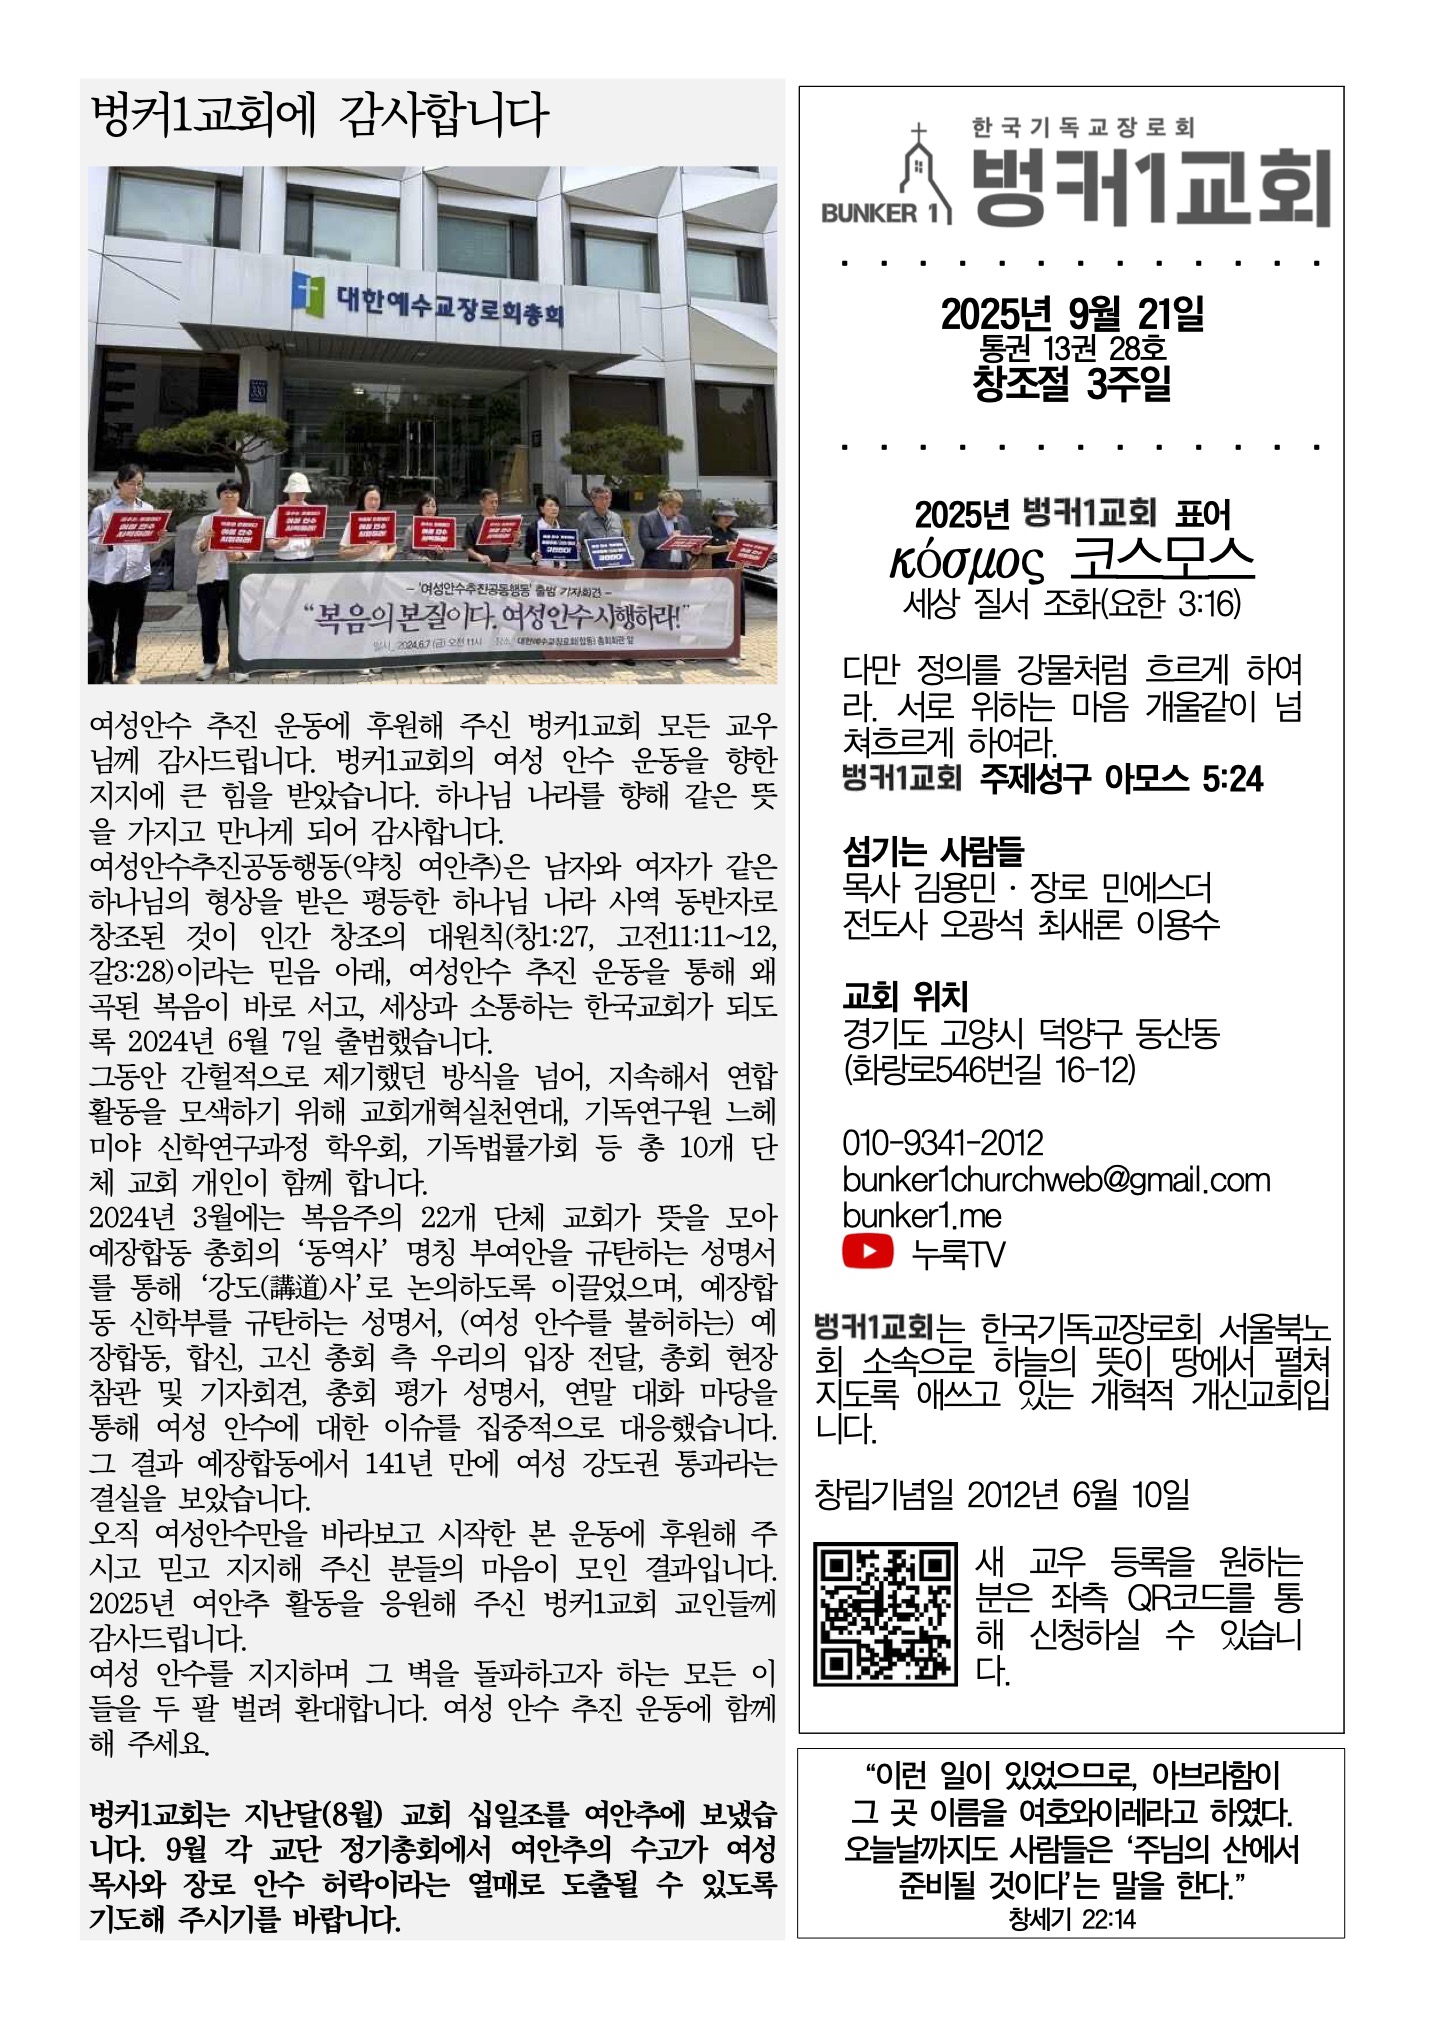 벙커1교회에 감사합니다
대한예수교장로회총회
330
- '여성안수추진공동행동' 출범 기자회견 -
"복음의 본질이다. 여성안수 시행하라!"
일시_ 2024.6.7 (금) 오전 11시 장소_ 대한예수교장로회(합동) 총회회관 앞
여성안수 추진 운동에 후원해 주신 벙커1교회 모든 교우
님께 감사드립니다. 벙커1교회의 여성 안수 운동을 향한
지지에 큰 힘을 받았습니다. 하나님 나라를 향해 같은 뜻
을 가지고 만나게 되어 감사합니다.
여성안수추진공동행동(약칭 여안추)은 남자와 여자가 같은
하나님의 형상을 받은 평등한 하나님 나라 사역 동반자로
창조된 것이 인간 창조의 대원칙(창1:27, 고전11:11~12,
갈3:28)이라는 믿음 아래, 여성안수 추진 운동을 통해 왜
곡된 복음이 바로 서고, 세상과 소통하는 한국교회가 되도
록 2024년 6월 7일 출범했습니다.
그동안 간헐적으로 제기했던 방식을 넘어, 지속해서 연합
활동을 모색하기 위해 교회개혁실천연대, 기독연구원 느헤
미야 신학연구과정 학우회, 기독법률가회 등 총 10개 단
체 교회 개인이 함께 합니다.
2024년 3월에는 복음주의 22개 단체 교회가 뜻을 모아
예장합동 총회의 '동역사' 명칭 부여안을 규탄하는 성명서
를 통해 '강도(講道)사'로 논의하도록 이끌었으며, 예장합
동 신학부를 규탄하는 성명서, (여성 안수를 불허하는) 예
장합동, 합신, 고신 총회 측 우리의 입장 전달, 총회 현장
참관 및 기자회견, 총회 평가 성명서, 연말 대화 마당을
통해 여성 안수에 대한 이슈를 집중적으로 대응했습니다.
그 결과 예장합동에서 141년 만에 여성 강도권 통과라는
결실을 보았습니다.
오직 여성안수만을 바라보고 시작한 본 운동에 후원해 주
시고 믿고 지지해 주신 분들의 마음이 모인 결과입니다.
2025년 여안추 활동을 응원해 주신 벙커1교회 교인들께
감사드립니다.
여성 안수를 지지하며 그 벽을 돌파하고자 하는 모든 이
들을 두 팔 벌려 환대합니다. 여성 안수 추진 운동에 함께
해 주세요.
벙커1교회는 지난달(8월) 교회 십일조를 여안추에 보냈습
니다. 9월 각 교단 정기총회에서 여안추의 수고가 여성
목사와 장로 안수 허락이라는 열매로 도출될 수 있도록
기도해 주시기를 바랍니다.
한국기독교장로회
BUNKER 1 벙커1교회
2025년 9월 21일
통권 13권 28호
창조절 3주일
2025년 벙커1교회 표어
κόσμος 코스모스
세상 질서 조화(요한 3:16)
다만 정의를 강물처럼 흐르게 하여
라. 서로 위하는 마음 개울같이 넘
쳐흐르게 하여라.
벙커1교회 주제성구 아모스 5:24
섬기는 사람들
목사 김용민 · 장로 민에스더
전도사 오광석 최새론 이용수
교회 위치
경기도 고양시 덕양구 동산동
(화랑로546번길 16-12)
010-9341-2012
bunker1churchweb@gmail.com
bunker1.me
누룩TV
벙커1교회는 한국기독교장로회 서울북노
회 소속으로 하늘의 뜻이 땅에서 펼쳐
지도록 애쓰고 있는 개혁적 개신교회입
니다.
창립기념일 2012년 6월 10일
새 교우 등록을 원하는
분은 좌측 QR코드를 통
해 신청하실 수 있습니
다.
“이런 일이 있었으므로, 아브라함이
그 곳 이름을 여호와이레라고 하였다.
오늘날까지도 사람들은 ‘주님의 산에서
준비될 것이다’는 말을 한다.”
창세기 22:14